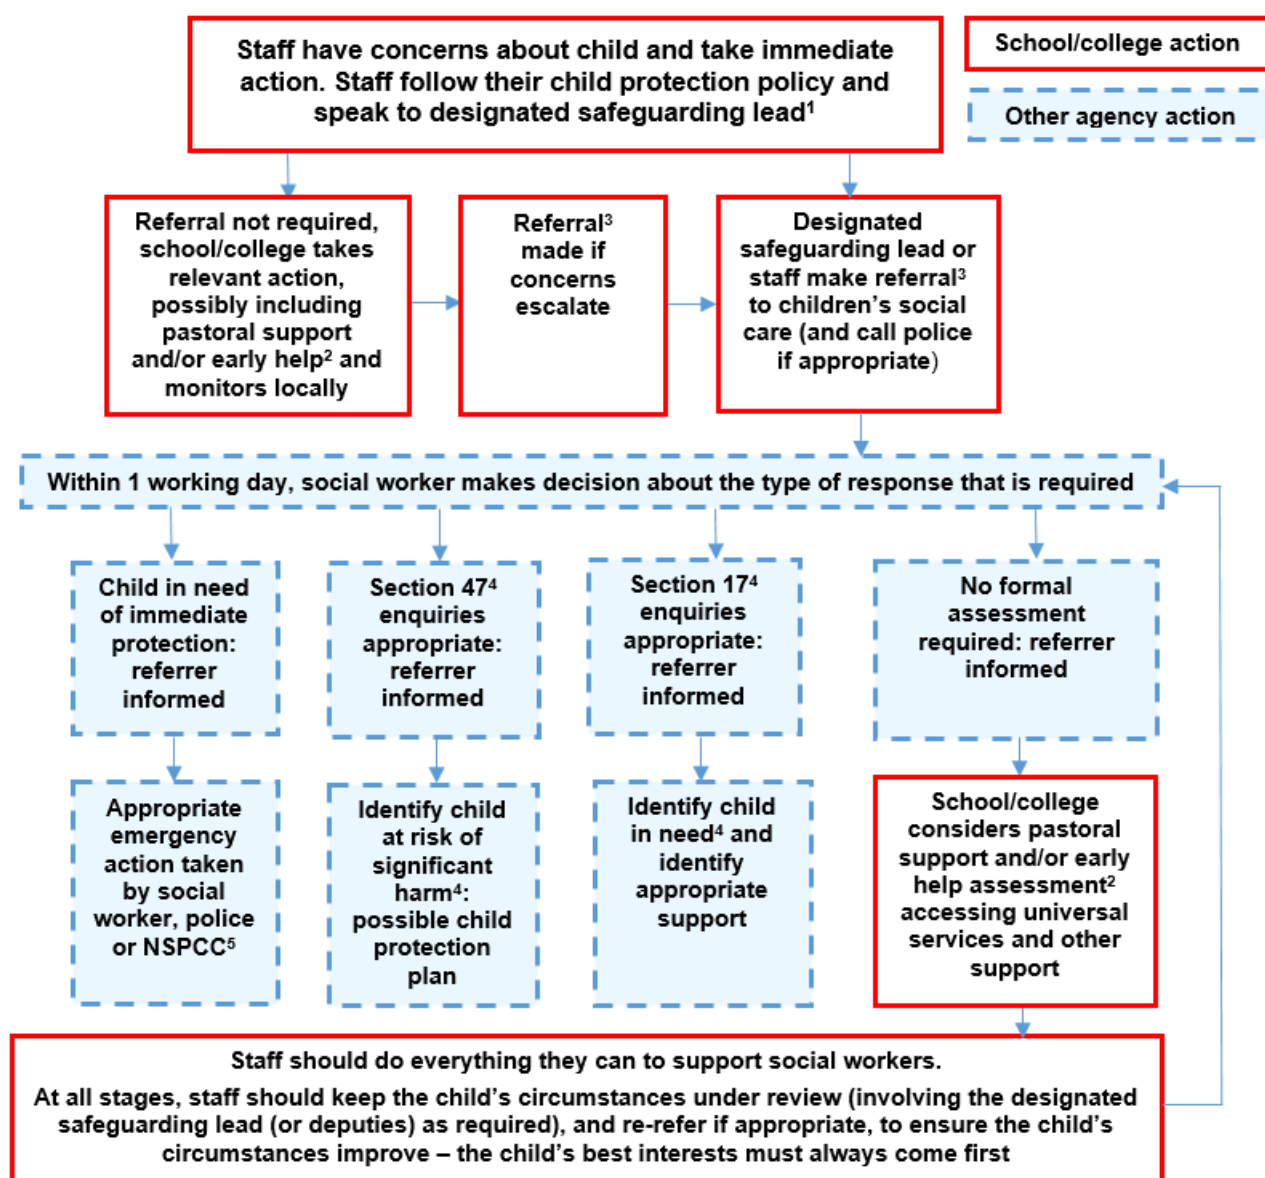 Staff have concerns about child and take immediate
action. Staff follow their child protection policy and
speak to designated safeguarding lead¹
School/college action
Other agency action
Referral not required,
school/college takes
relevant action,
possibly including
pastoral support
and/or early help² and
monitors locally
Referral³
made if
concerns
escalate
Designated
safeguarding lead or
staff make referral³
to children’s social
care (and call police
if appropriate)
Within 1 working day, social worker makes decision about the type of response that is required
Child in need
of immediate
protection:
referrer
informed
Section 47⁴
enquiries
appropriate:
referrer
informed
Section 17⁴
enquiries
appropriate:
referrer
informed
No formal
assessment
required: referrer
informed
Appropriate
emergency
action taken
by social
worker, police
or NSPCC⁵
Identify child
at risk of
significant
harm⁴:
possible child
protection
plan
Identify child
in need⁴ and
identify
appropriate
support
School/college
considers pastoral
support and/or early
help assessment²
accessing universal
services and other
support
Staff should do everything they can to support social workers.
At all stages, staff should keep the child’s circumstances under review (involving the designated
safeguarding lead (or deputies) as required), and re-refer if appropriate, to ensure the child’s
circumstances improve – the child’s best interests must always come first